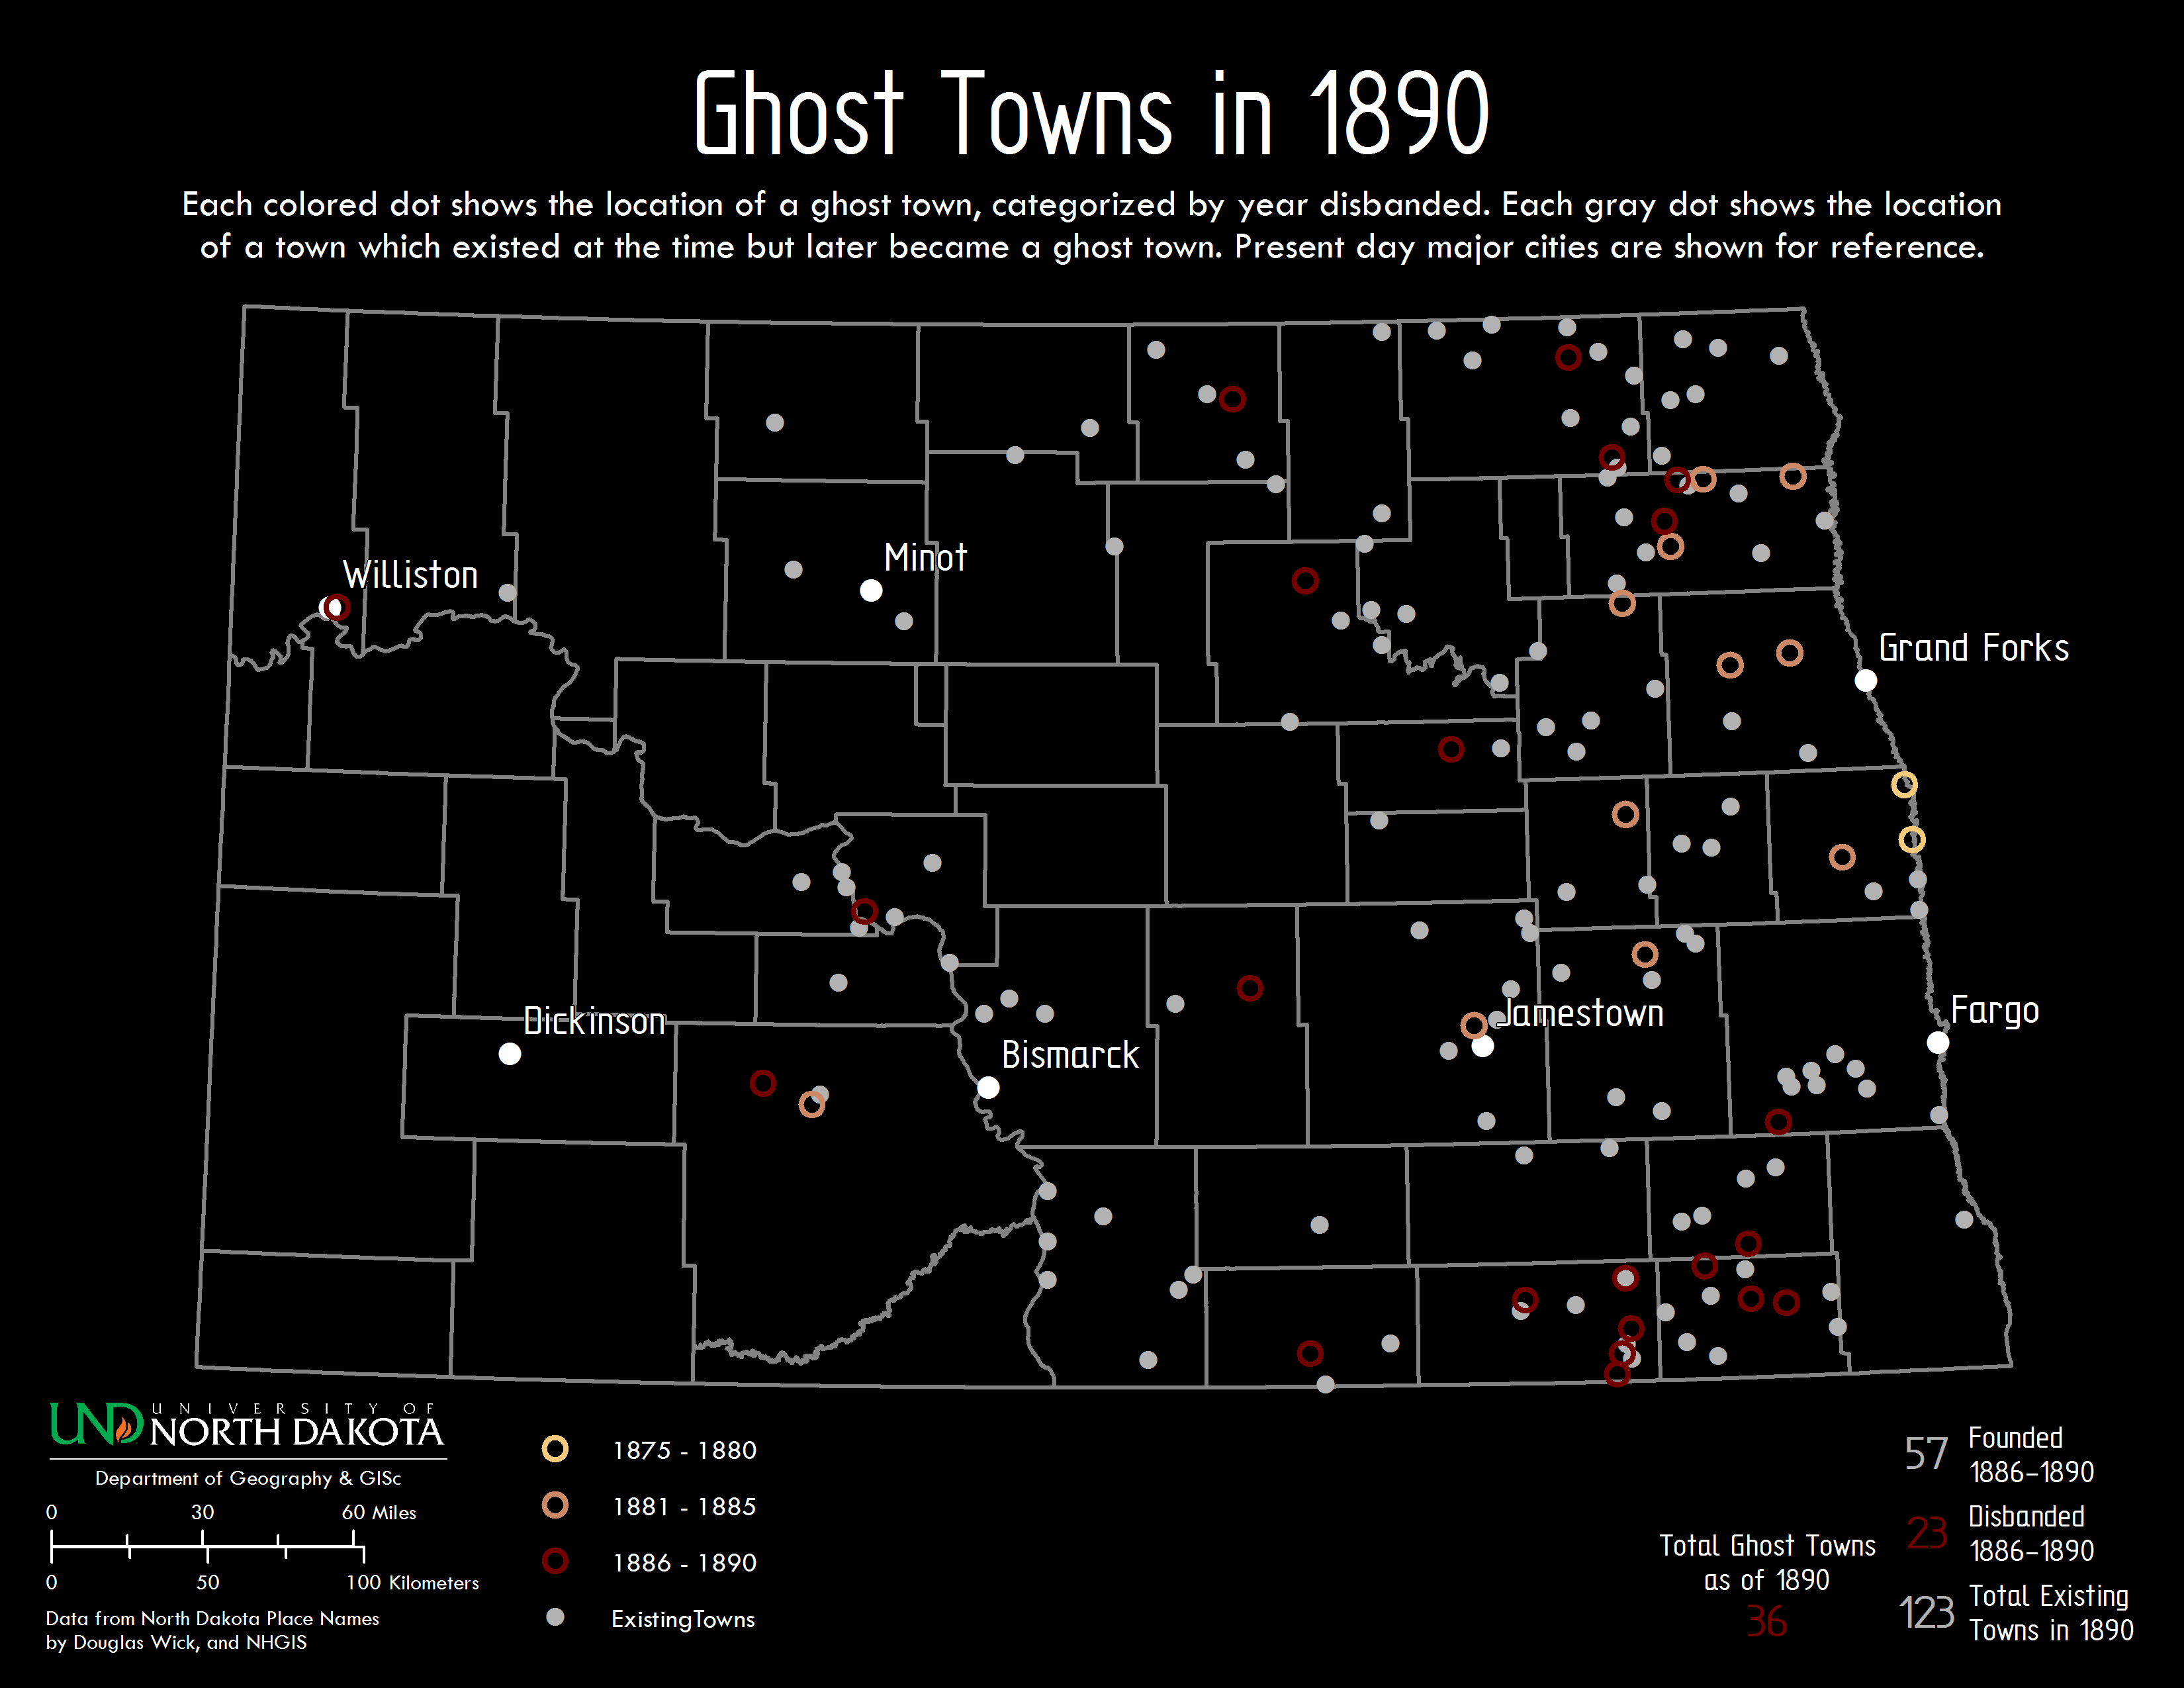 Ghost Towns in 1890
Each colored dot shows the location of a ghost town, categorized by year disbanded. Each gray dot shows the location
of a town which existed at the time but later became a ghost town. Present day major cities are shown for reference.
Minot
Williston
Grand Forks
Dickinson
Jamestown
Fargo
Bismarck
UND UNIVERSITY OF
NORTH DAKOTA
Department of Geography & GISc
0 30 60 Miles
0 50 100 Kilometers
Data from North Dakota Place Names
by Douglas Wick, and NHGIS
1875 - 1880
1881 - 1885
1886 - 1890
ExistingTowns
Total Ghost Towns
as of 1890
36
57 Founded
1886–1890
23 Disbanded
1886–1890
123 Total Existing
Towns in 1890